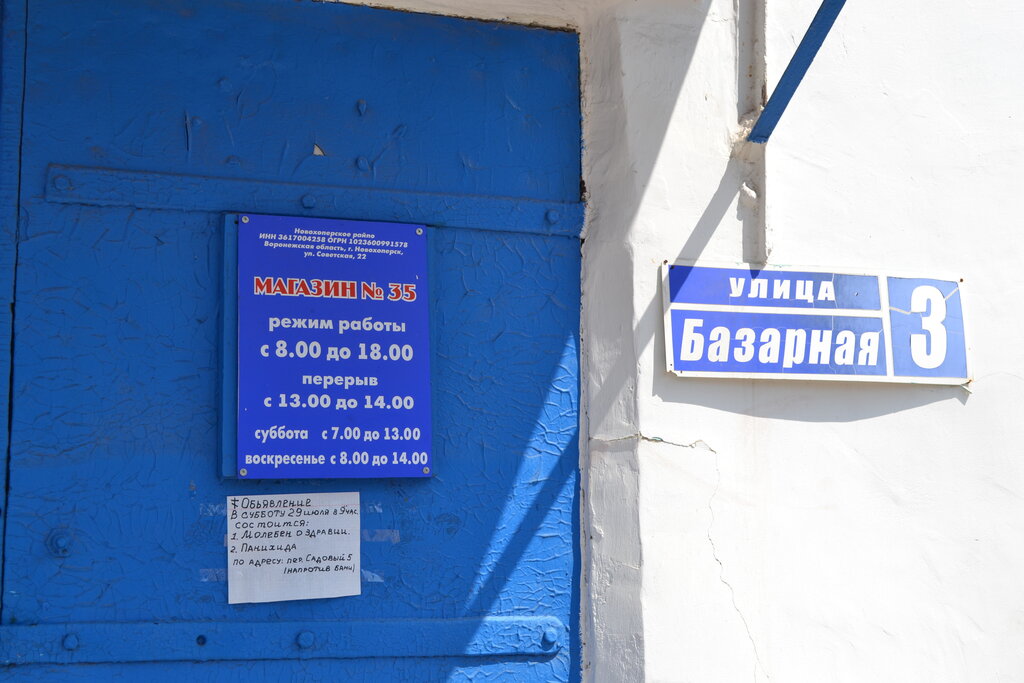 Новохоперское райпо
ИНН 3617004258 ОГРН 1023600991578
Воронежская область, г. Новохоперск,
ул. Советская, 22
МАГАЗИН № 35
режим работы
с 8.00 до 18.00
перерыв
с 13.00 до 14.00
суббота с 7.00 до 13.00
воскресенье с 8.00 до 14.00
ОБЬЯВЛЕНИЕ
В СУББОТУ 29 ИЮЛЯ В 9 ЧАС.
СОСТОИТСЯ:
1. МОЛЕБЕН О ЗДРАВИИ.
2. ПАНИХИДА
ПО АДРЕСУ: ПЕР. САДОВЫЙ 5
(НАПРОТИВ БАНИ)
УЛИЦА
Базарная
3